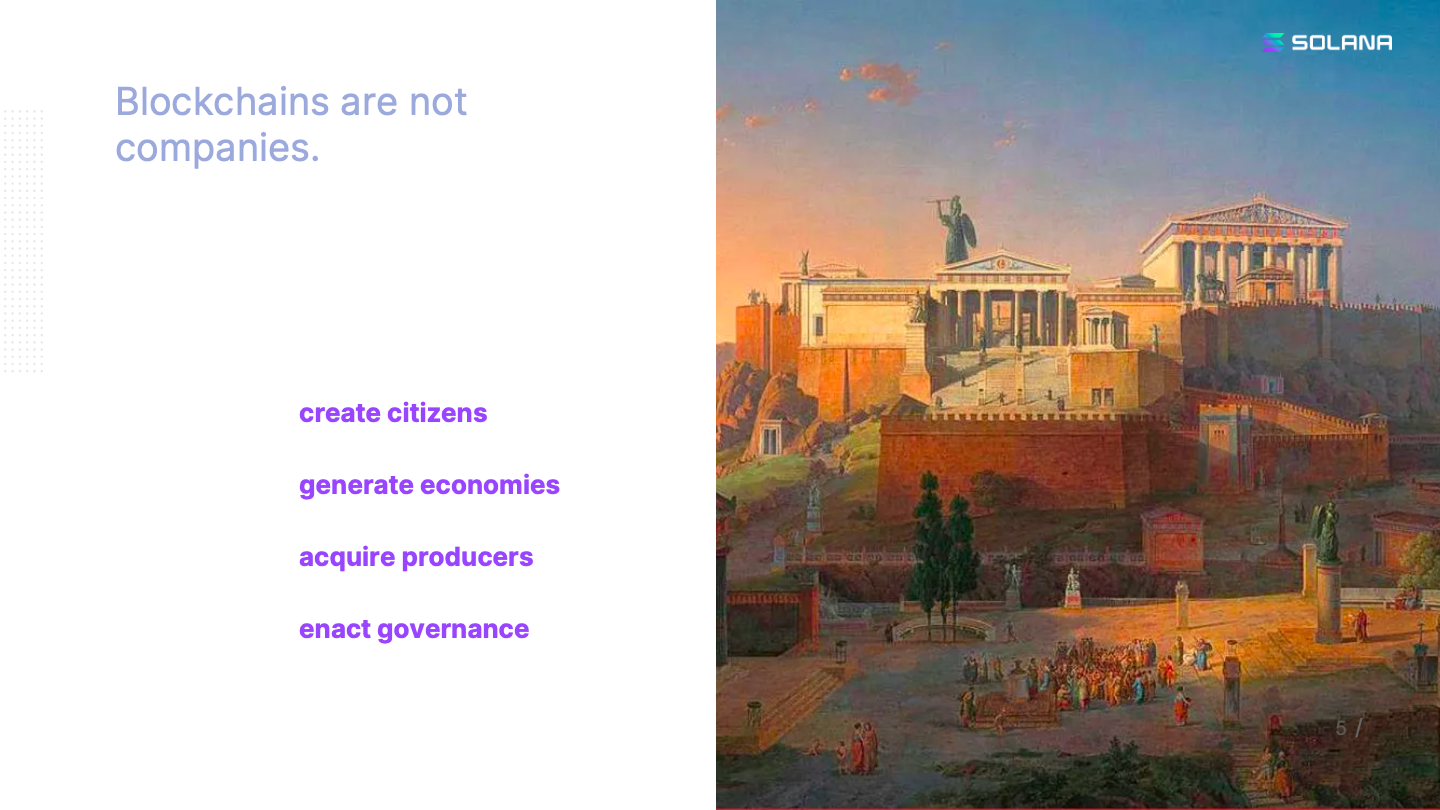 SOLANA
Blockchains are not
companies.
create citizens
generate economies
acquire producers
enact governance
5 /